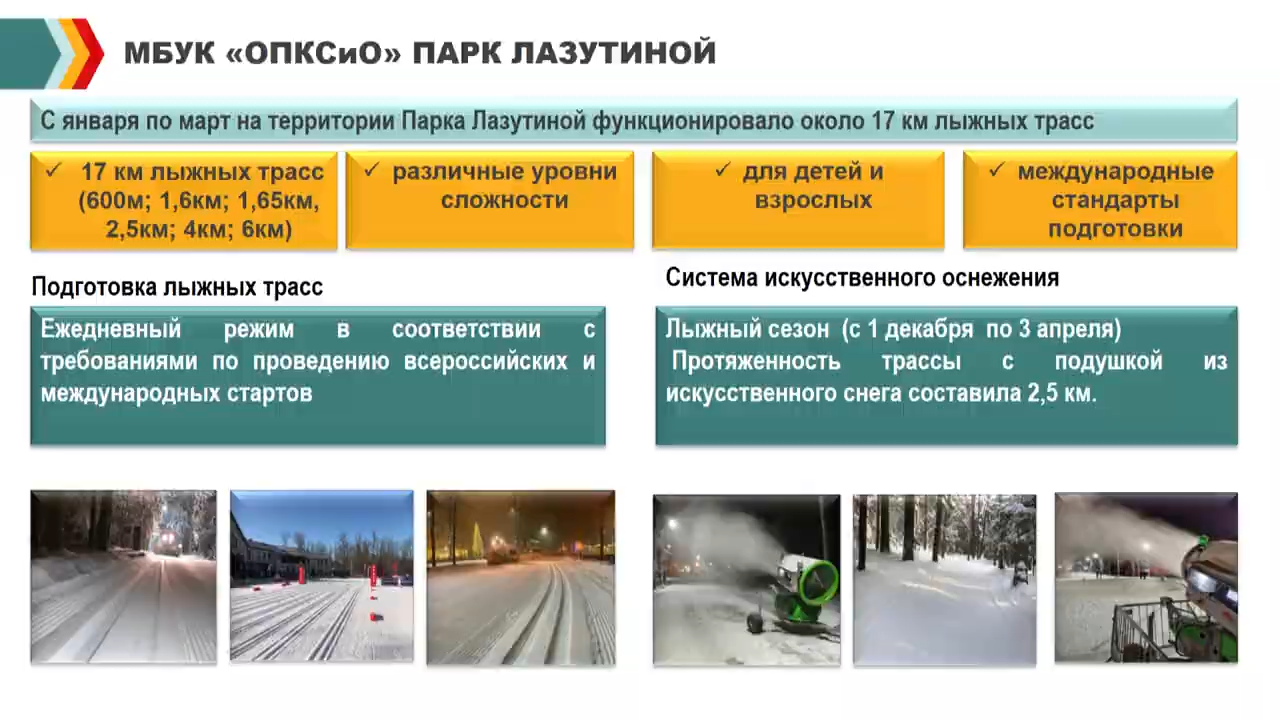 МБУК «ОПКСиО» ПАРК ЛАЗУТИНОЙ
С января по март на территории Парка Лазутиной функционировало около 17 км лыжных трасс
✓ 17 км лыжных трасс
(600м; 1,6км; 1,65км,
2,5км; 4км; 6км)
✓ различные уровни
сложности
✓ для детей и
взрослых
✓ международные
стандарты
подготовки
Подготовка лыжных трасс
Ежедневный режим в соответствии с
требованиями по проведению всероссийских и
международных стартов
Система искусственного оснежения
Лыжный сезон (с 1 декабря по 3 апреля)
Протяженность трассы с подушкой из
искусственного снега составила 2,5 км.